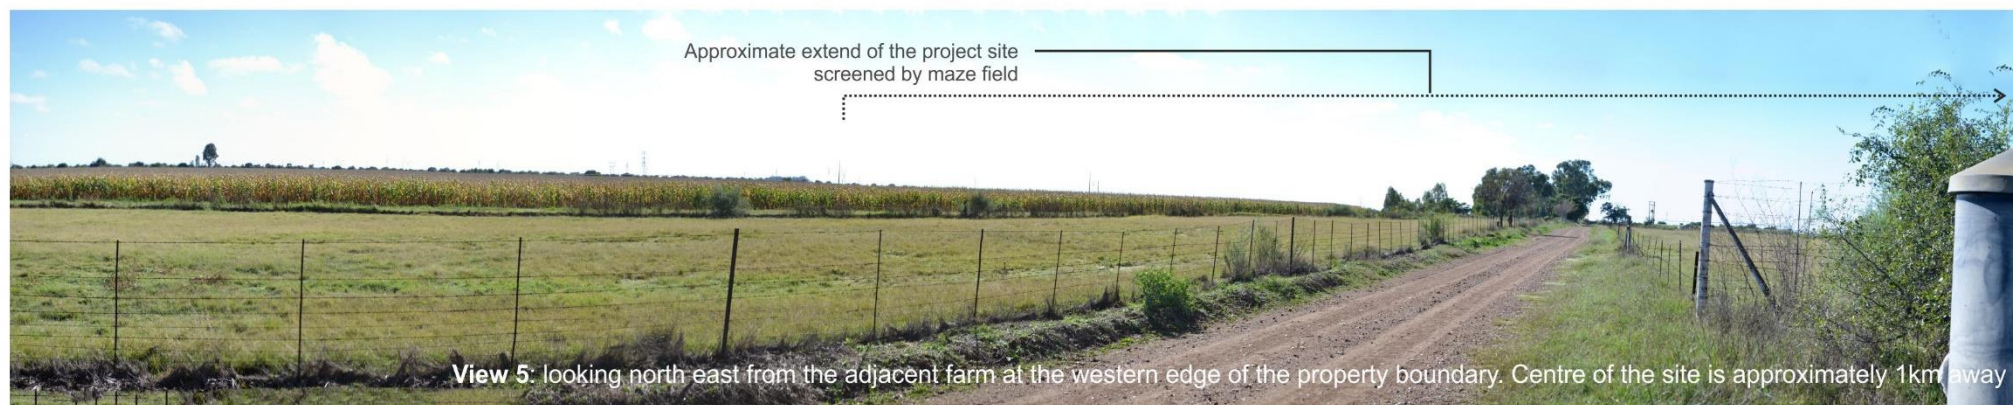 Approximate extend of the project site
screened by maze field
View 5: looking north east from the adjacent farm at the western edge of the property boundary. Centre of the site is approximately 1km away